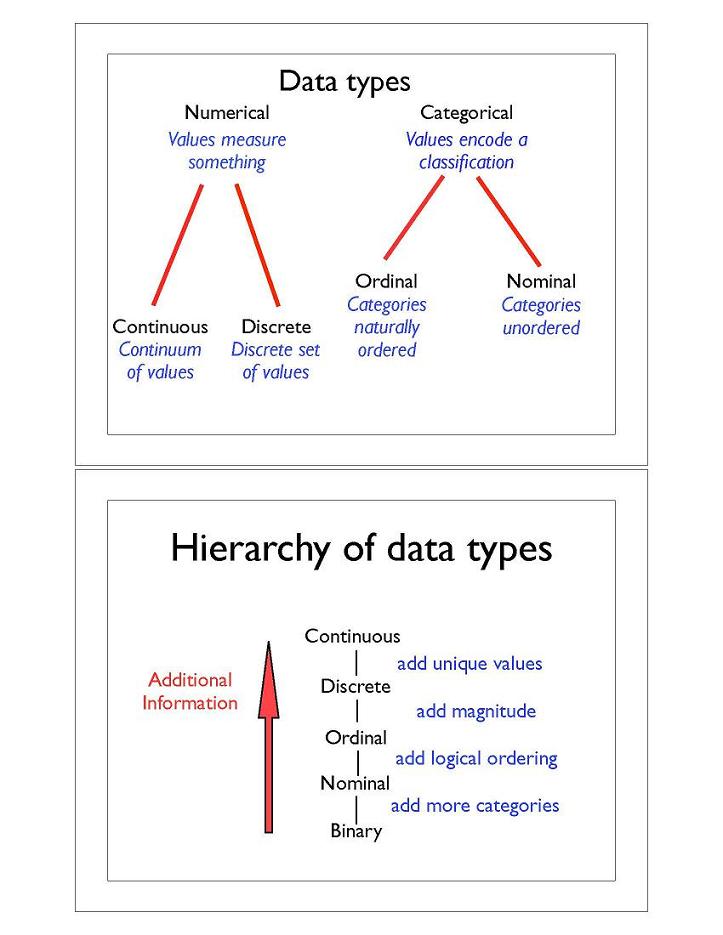 Data types
Numerical
Values measure
something
Categorical
Values encode a
classification
Continuous
Continuum
of values
Discrete
Discrete set
of values
Ordinal
Categories
naturally
ordered
Nominal
Categories
unordered
Hierarchy of data types
Additional
Information
Continuous
add unique values
Discrete
add magnitude
Ordinal
add logical ordering
Nominal
add more categories
Binary